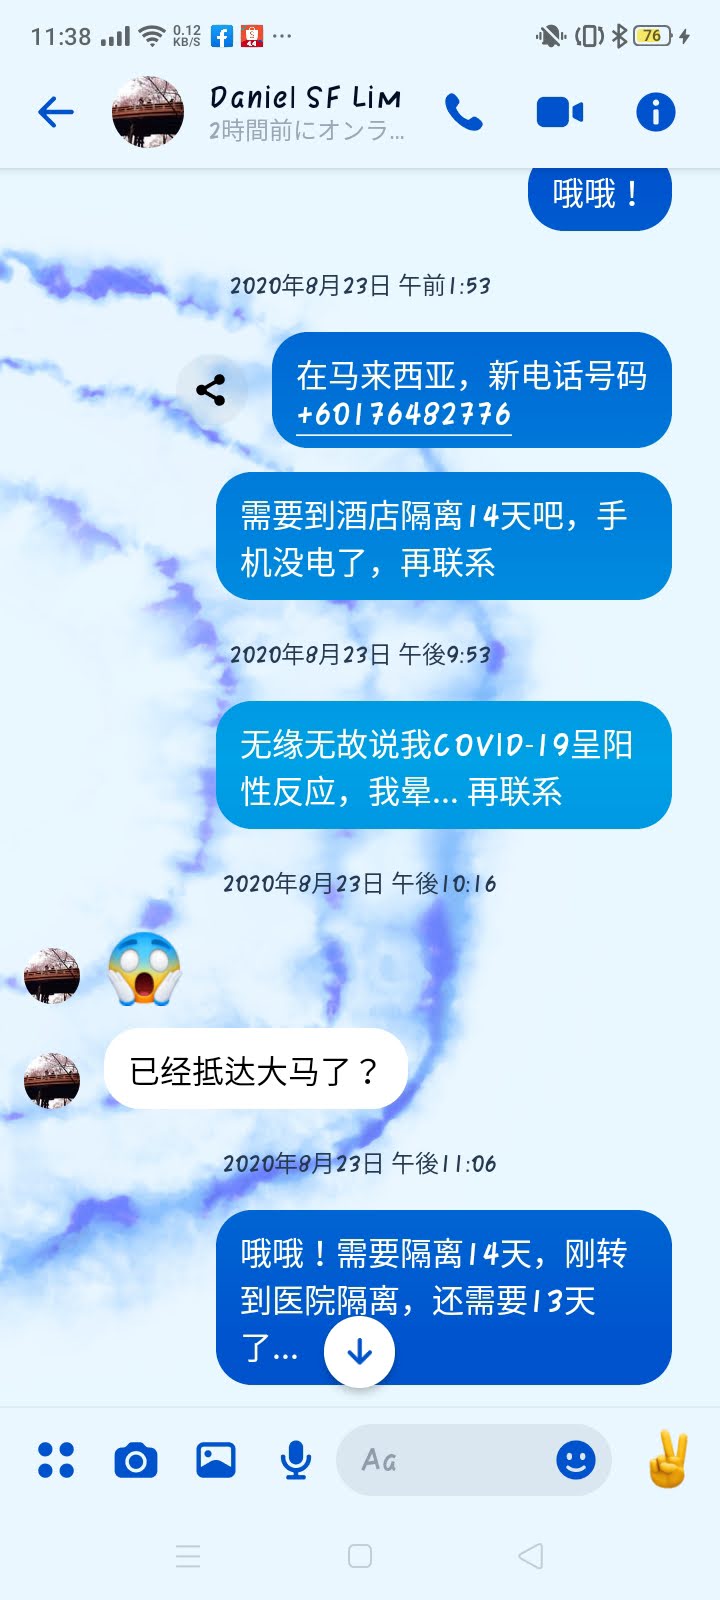 11:38
0.12
KB/S
44
76
Daniel SF Lim
2時間前にオンラ...
哦哦！
2020年8月23日 午前1:53
在马来西亚，新电话号码
+60176482776
需要到酒店隔离14天吧，手
机没电了，再联系
2020年8月23日 午後9:53
无缘无故说我COVID-19呈阳
性反应，我晕... 再联系
2020年8月23日 午後10:16
已经抵达大马了？
2020年8月23日 午後11:06
哦哦！需要隔离14天，刚转
到医院隔离，还需要13天
了...
Aa